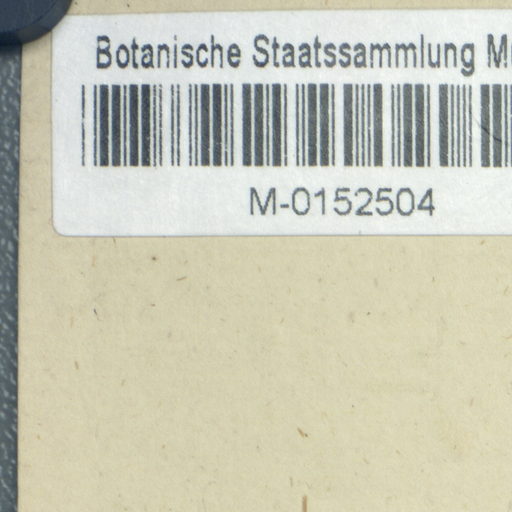 Botanische Staatssammlung
M-0152504